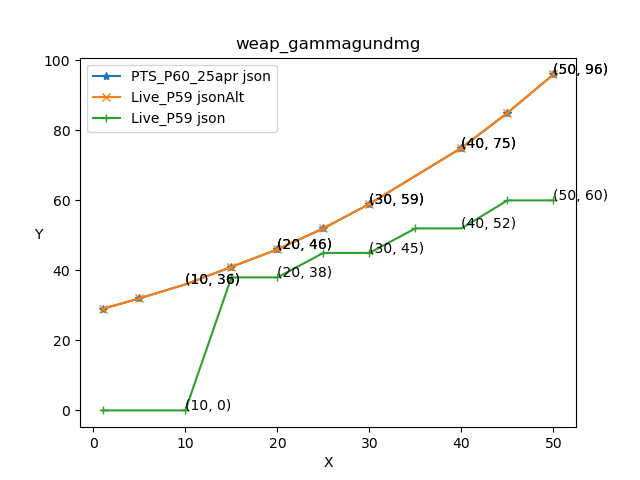 weap_gammagundmg
PTS_P60_25apr json
Live_P59 jsonAlt
Live_P59 json
100
80
60
40
20
0
Y
(50, 96)
(40, 75)
(30, 59)
(20, 46)
(10, 36)
(50, 60)
(40, 52)
(30, 45)
(20, 38)
(10, 0)
0 10 20 30 40 50
X